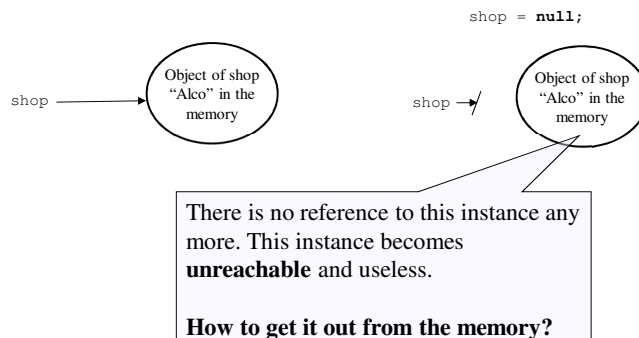 shop = null;
shop
Object of shop
“Alco” in the
memory
shop
Object of shop
“Alco” in the
memory
There is no reference to this instance any
more. This instance becomes
unreachable and useless.
How to get it out from the memory?